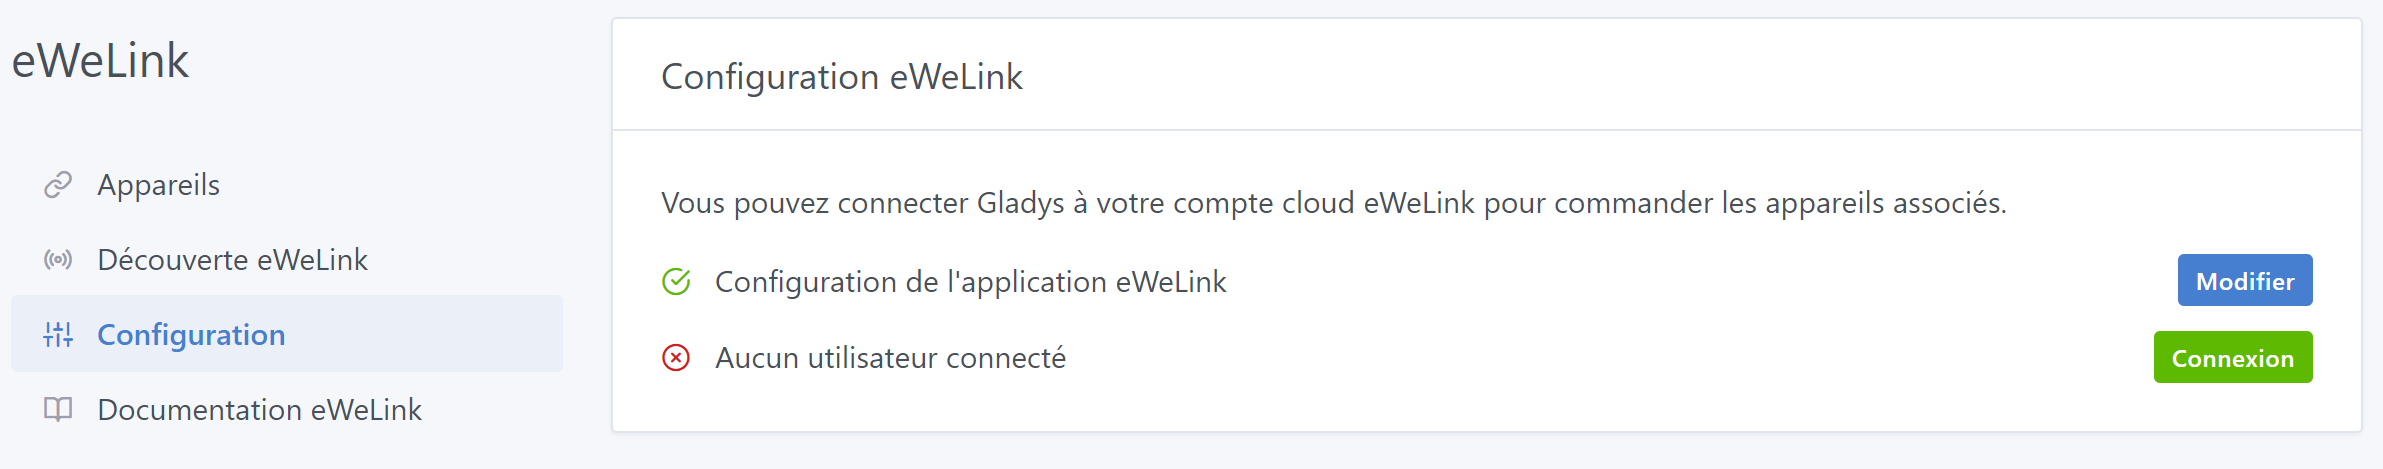 eWeLink
Appareils
Découverte eWeLink
Configuration
Documentation eWeLink
Configuration eWeLink
Vous pouvez connecter Gladys à votre compte cloud eWeLink pour commander les appareils associés.
Configuration de l'application eWeLink
Modifier
Aucun utilisateur connecté
Connexion